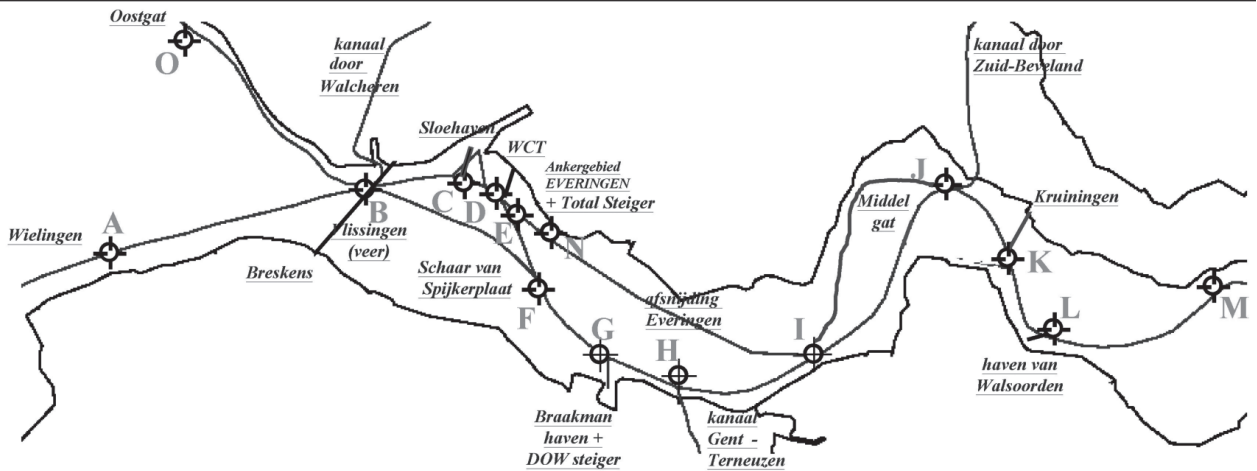 Oostgat
O
kanaal
door
Walcheren
Sloehaven
WCT
Ankergebied
EVERINGEN
+ Total Steiger
kanaal door
Zuid-Beveland
Wielingen
A
B
Vlissingen
(veer)
Breskens
C
D
E
N
Schaar van
Spijkerplaat
F
G
H
afsnijding
Everingen
I
J
Middel
gat
Kruiningen
K
L
M
haven van
Walsoorden
Braakman
haven +
DOW steiger
kanaal
Gent -
Terneuzen